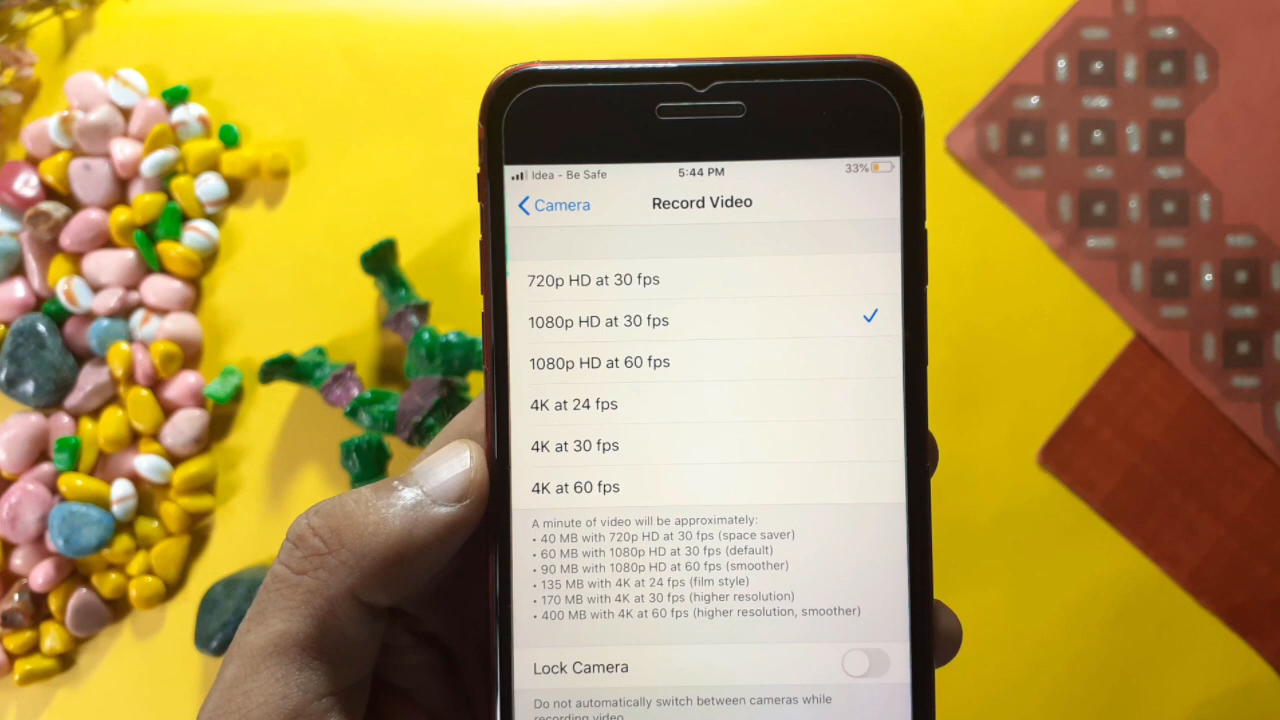 Idea - Be Safe 5:44 PM 33%
Camera Record Video
720p HD at 30 fps
1080p HD at 30 fps
1080p HD at 60 fps
4K at 24 fps
4K at 30 fps
4K at 60 fps
A minute of video will be approximately:
• 40 MB with 720p HD at 30 fps (space saver)
• 60 MB with 1080p HD at 30 fps (default)
• 90 MB with 1080p HD at 60 fps (smoother)
• 135 MB with 4K at 24 fps (film style)
• 170 MB with 4K at 30 fps (higher resolution)
• 400 MB with 4K at 60 fps (higher resolution, smoother)
Lock Camera
Do not automatically switch between cameras while
recording video